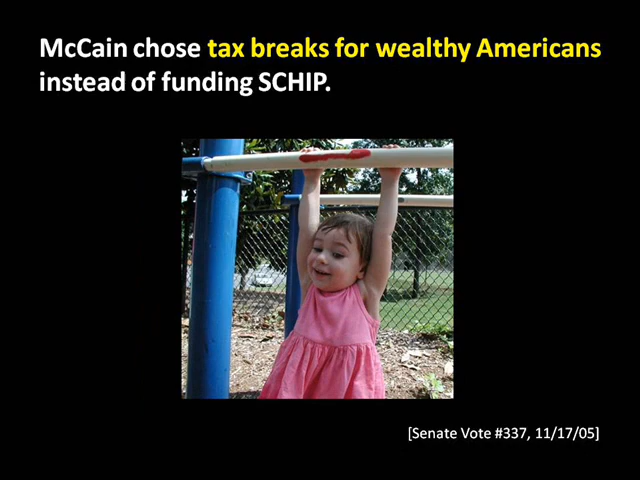 McCain chose tax breaks for wealthy Americans
instead of funding SCHIP.
[Senate Vote #337, 11/17/05]